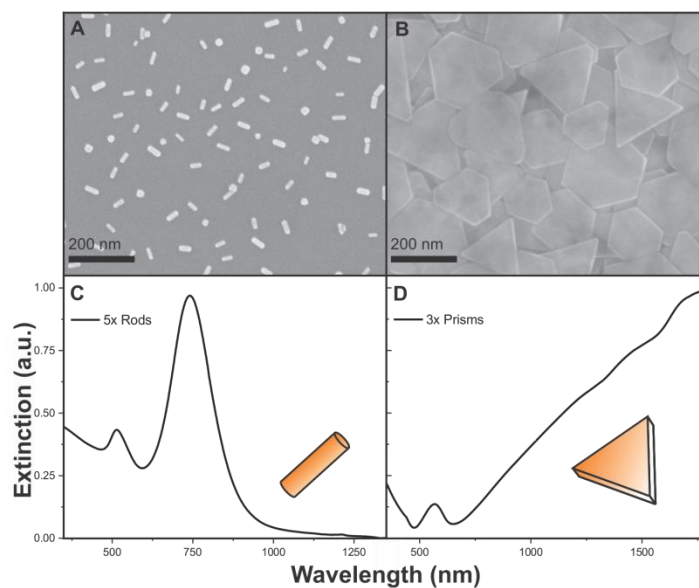 A
B
200 nm
200 nm
C
D
5x Rods
3x Prisms
Extinction (a.u.)
1.00
0.75
0.50
0.25
0.00
500
750
1000
1250
500
1000
1500
Wavelength (nm)